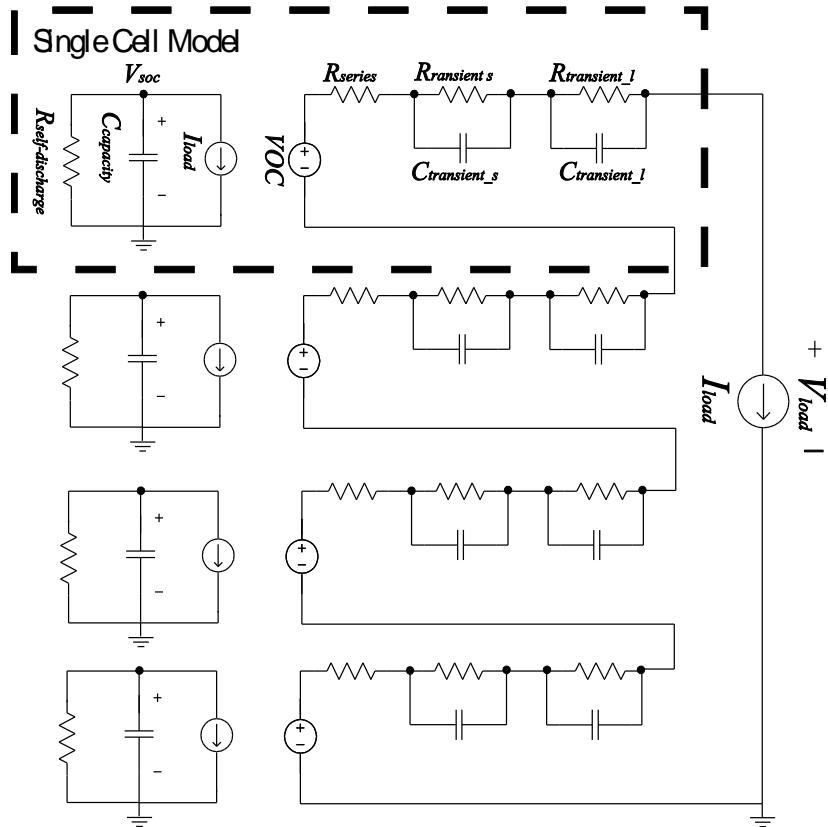 Single Cell Model
Vsoc
Rself-discharge
Ccapacity
+
−
Iload
VOC
+
−
Rseries
Rransient s
Ctransient_s
Rtransient_l
Ctransient_l
+
−
+
−
Iload
+
Vload
−
+
−
+
−
+
−
+
−